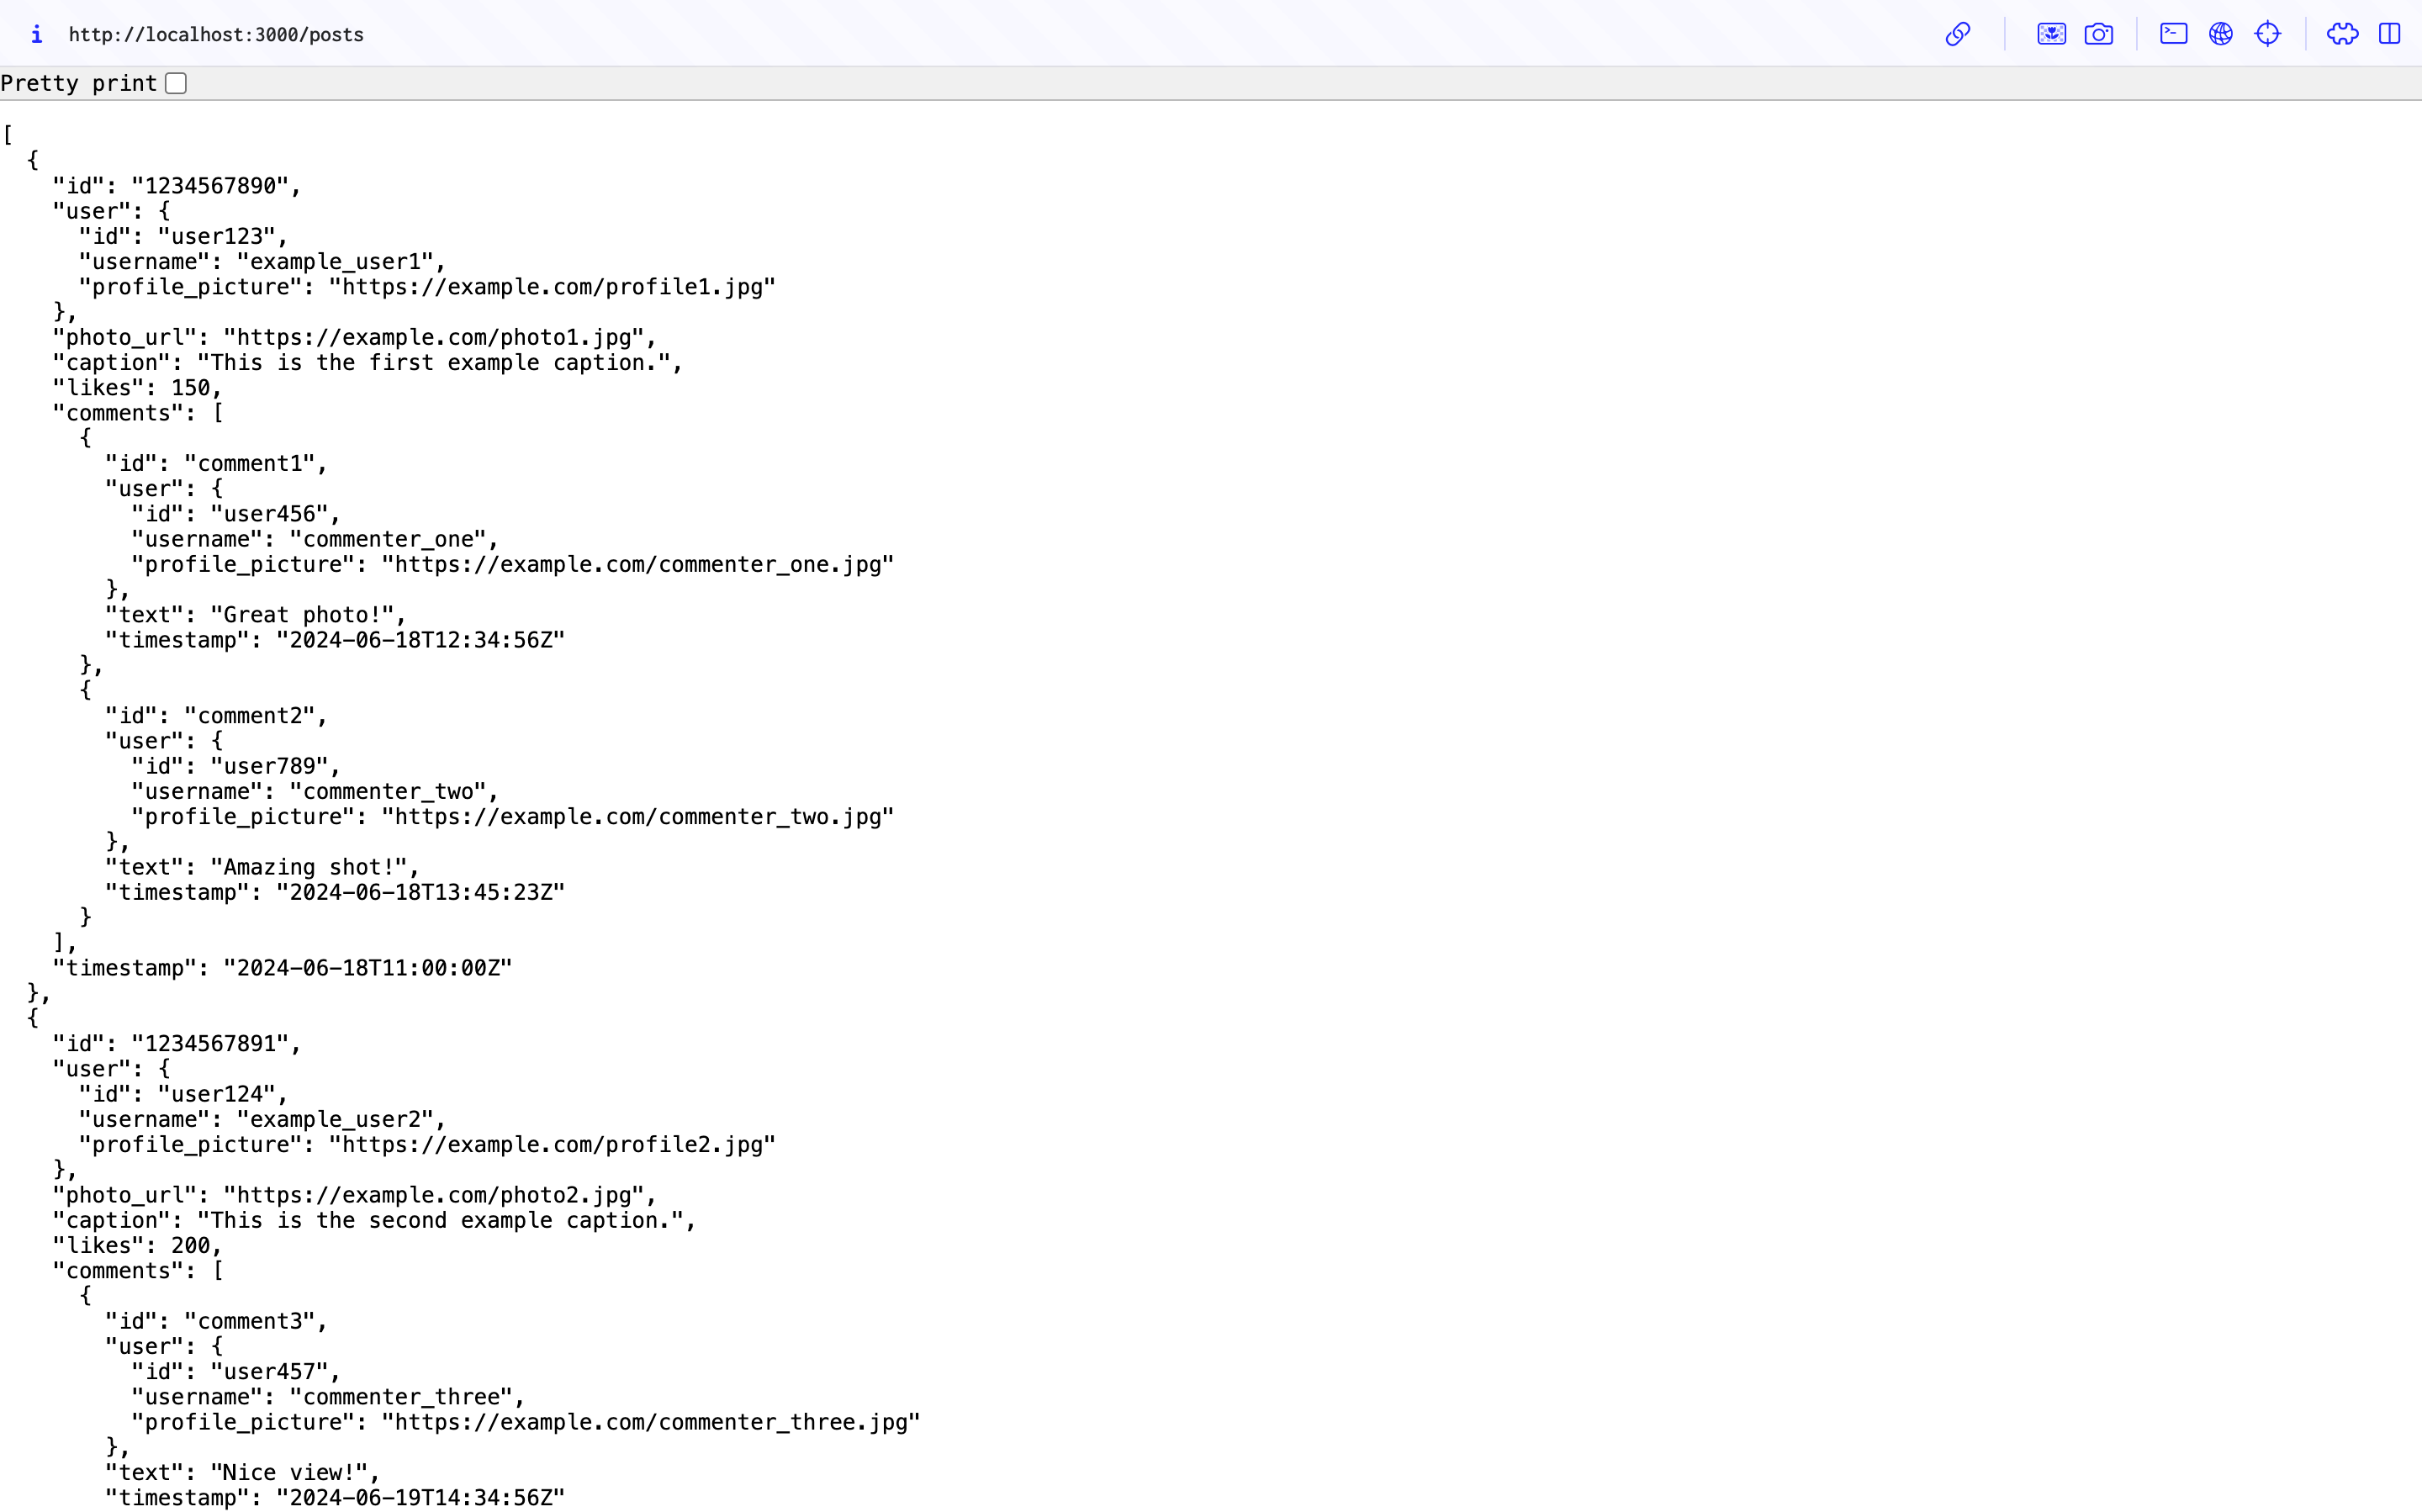 i http://localhost:3000/posts
Pretty print
[
  {
    "id": "1234567890",
    "user": {
      "id": "user123",
      "username": "example_user1",
      "profile_picture": "https://example.com/profile1.jpg"
    },
    "photo_url": "https://example.com/photo1.jpg",
    "caption": "This is the first example caption.",
    "likes": 150,
    "comments": [
      {
        "id": "comment1",
        "user": {
          "id": "user456",
          "username": "commenter_one",
          "profile_picture": "https://example.com/commenter_one.jpg"
        },
        "text": "Great photo!",
        "timestamp": "2024-06-18T12:34:56Z"
      },
      {
        "id": "comment2",
        "user": {
          "id": "user789",
          "username": "commenter_two",
          "profile_picture": "https://example.com/commenter_two.jpg"
        },
        "text": "Amazing shot!",
        "timestamp": "2024-06-18T13:45:23Z"
      }
    ],
    "timestamp": "2024-06-18T11:00:00Z"
  },
  {
    "id": "1234567891",
    "user": {
      "id": "user124",
      "username": "example_user2",
      "profile_picture": "https://example.com/profile2.jpg"
    },
    "photo_url": "https://example.com/photo2.jpg",
    "caption": "This is the second example caption.",
    "likes": 200,
    "comments": [
      {
        "id": "comment3",
        "user": {
          "id": "user457",
          "username": "commenter_three",
          "profile_picture": "https://example.com/commenter_three.jpg"
        },
        "text": "Nice view!",
        "timestamp": "2024-06-19T14:34:56Z"